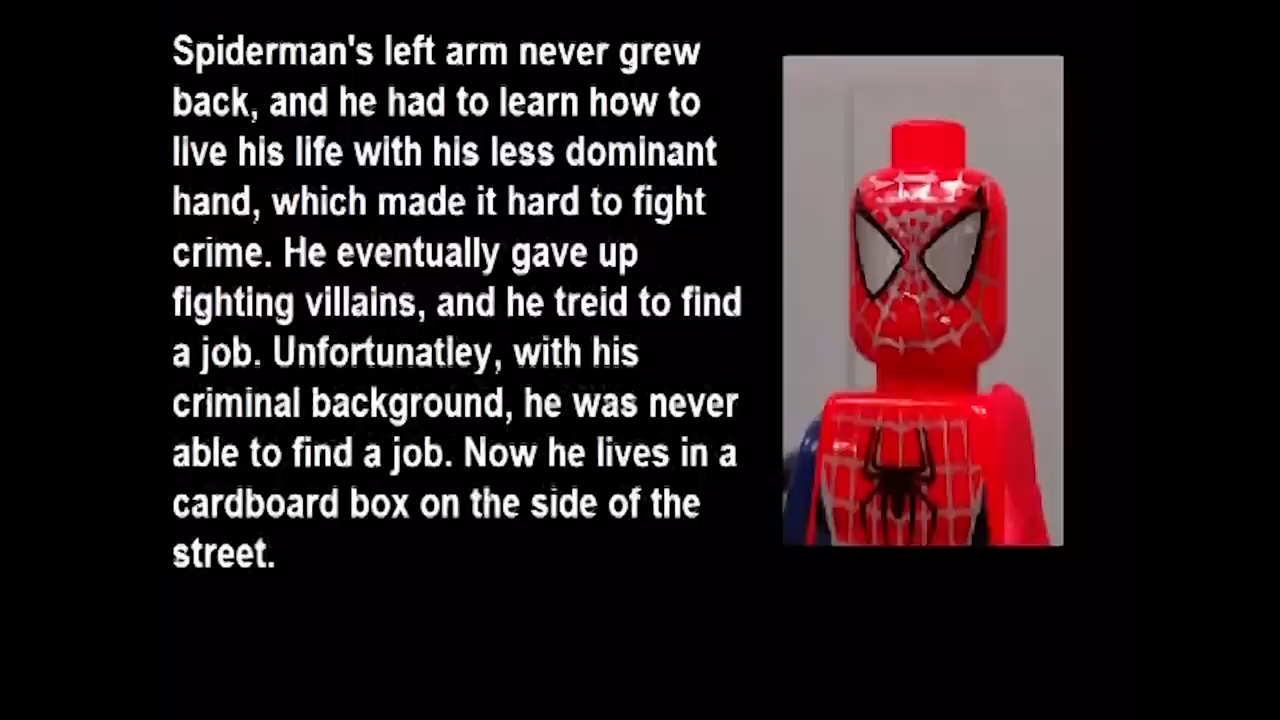 Spiderman's left arm never grew
back, and he had to learn how to
live his life with his less dominant
hand, which made it hard to fight
crime. He eventually gave up
fighting villains, and he treid to find
a job. Unfortunatley, with his
criminal background, he was never
able to find a job. Now he lives in a
cardboard box on the side of the
street.